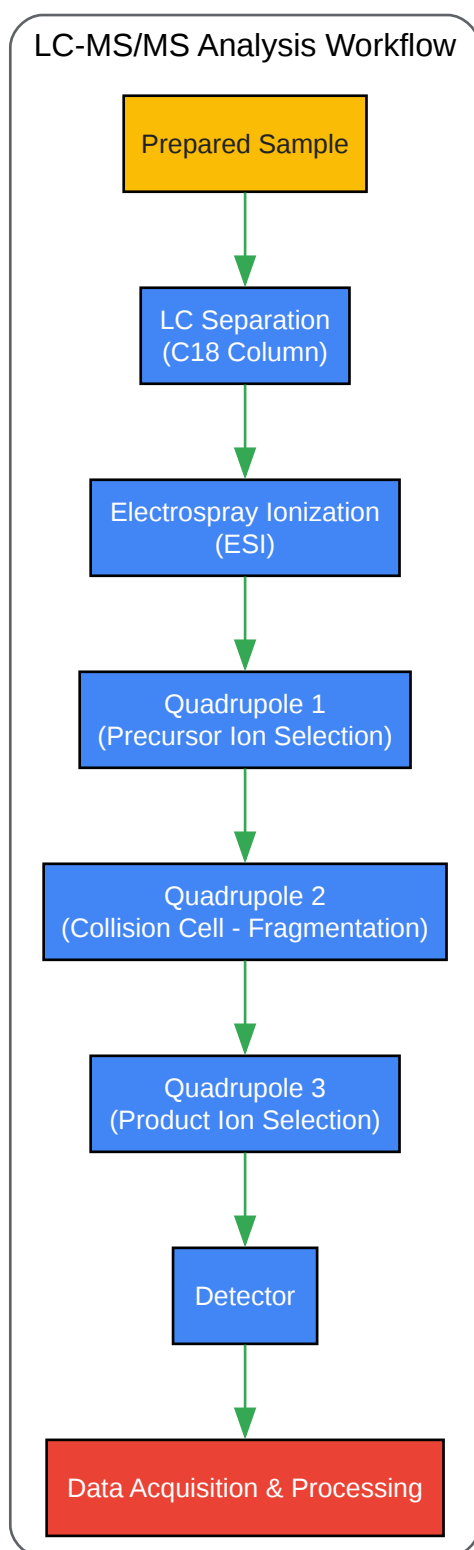 LC-MS/MS Analysis Workflow
Prepared Sample
LC Separation
(C18 Column)
Electrospray Ionization
(ESI)
Quadrupole 1
(Precursor Ion Selection)
Quadrupole 2
(Collision Cell - Fragmentation)
Quadrupole 3
(Product Ion Selection)
Detector
Data Acquisition & Processing